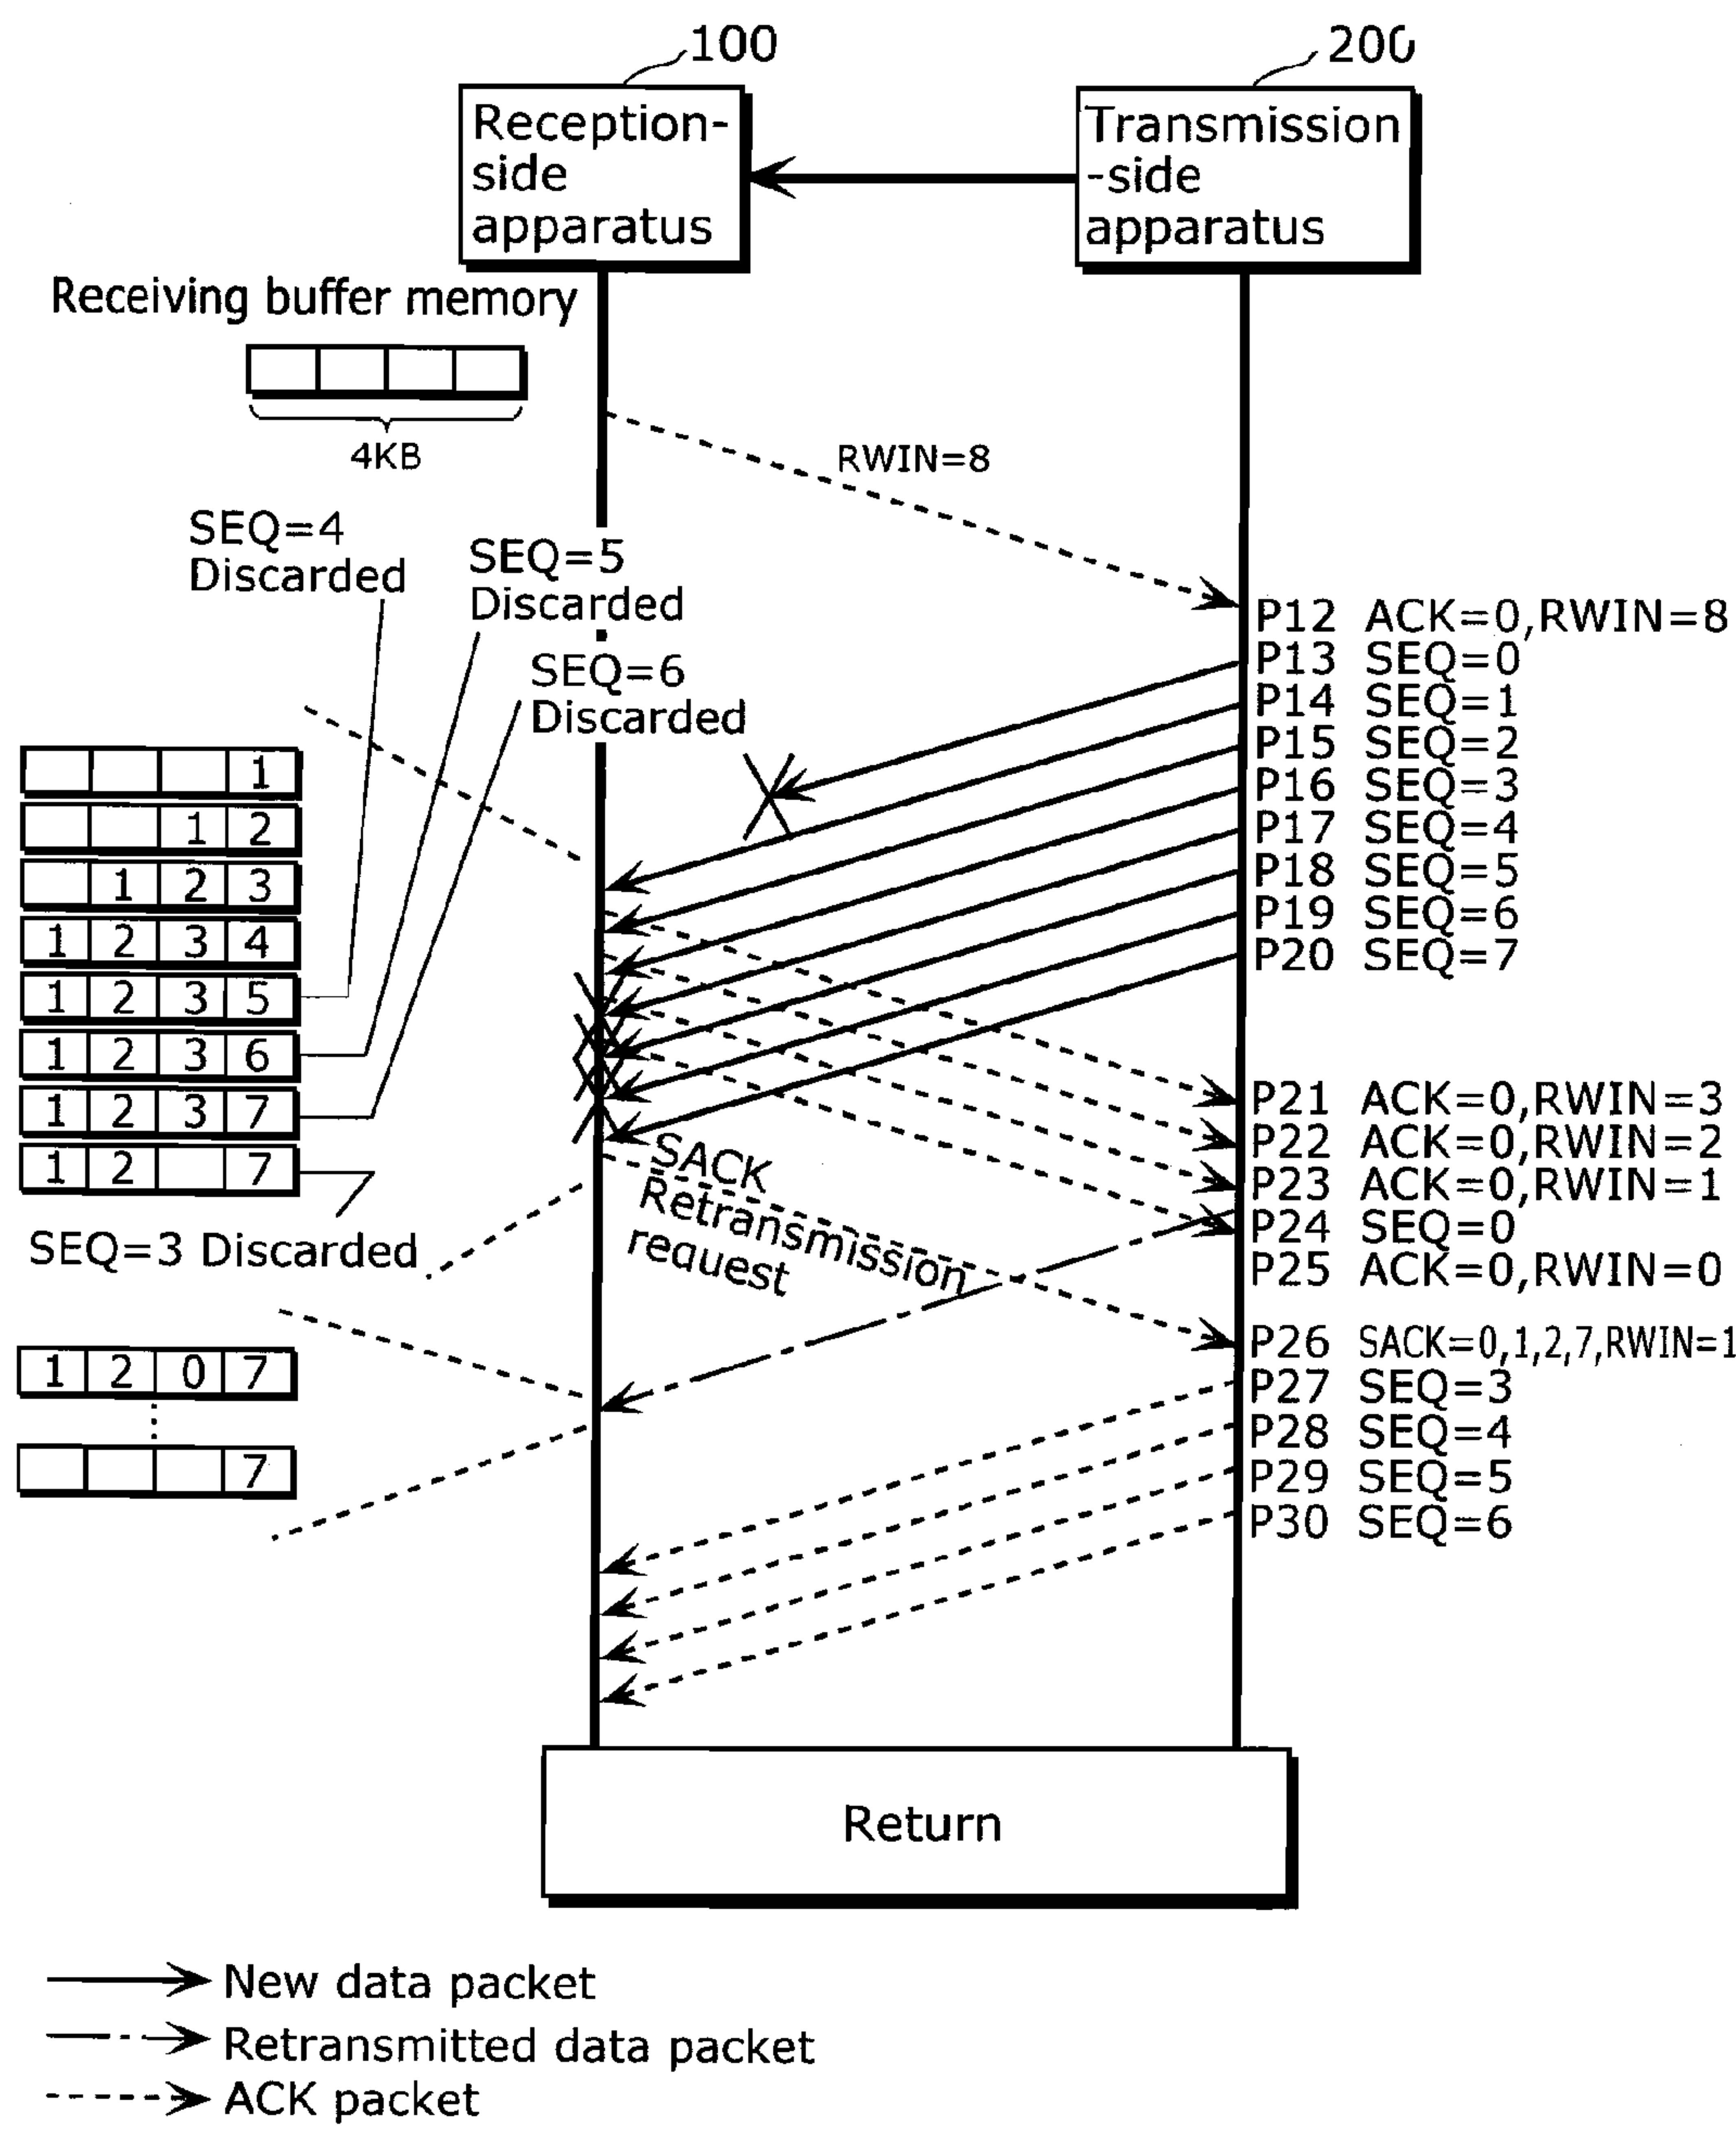 100
200
Reception-
side
apparatus
Transmission
-side
apparatus
Receiving buffer memory
4KB
RWIN=8
SEQ=4
Discarded
SEQ=5
Discarded
SEQ=6
Discarded
P12 ACK=0,RWIN=8
P13 SEQ=0
P14 SEQ=1
P15 SEQ=2
P16 SEQ=3
P17 SEQ=4
P18 SEQ=5
P19 SEQ=6
P20 SEQ=7
1
1 2
1 2 3
1 2 3 4
1 2 3 5
1 2 3 6
1 2 3 7
1 2 7
SEQ=3 Discarded
P21 ACK=0,RWIN=3
P22 ACK=0,RWIN=2
P23 ACK=0,RWIN=1
P24 SEQ=0
P25 ACK=0,RWIN=0
SACK
Retransmission
request
P26 SACK=0,1,2,7,RWIN=1
P27 SEQ=3
P28 SEQ=4
P29 SEQ=5
P30 SEQ=6
1 2 0 7
7
Return
New data packet
Retransmitted data packet
ACK packet